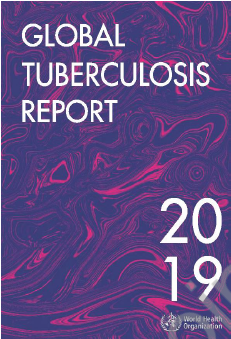 GLOBAL
TUBERCULOSIS
REPORT
20
19
World Health
Organization